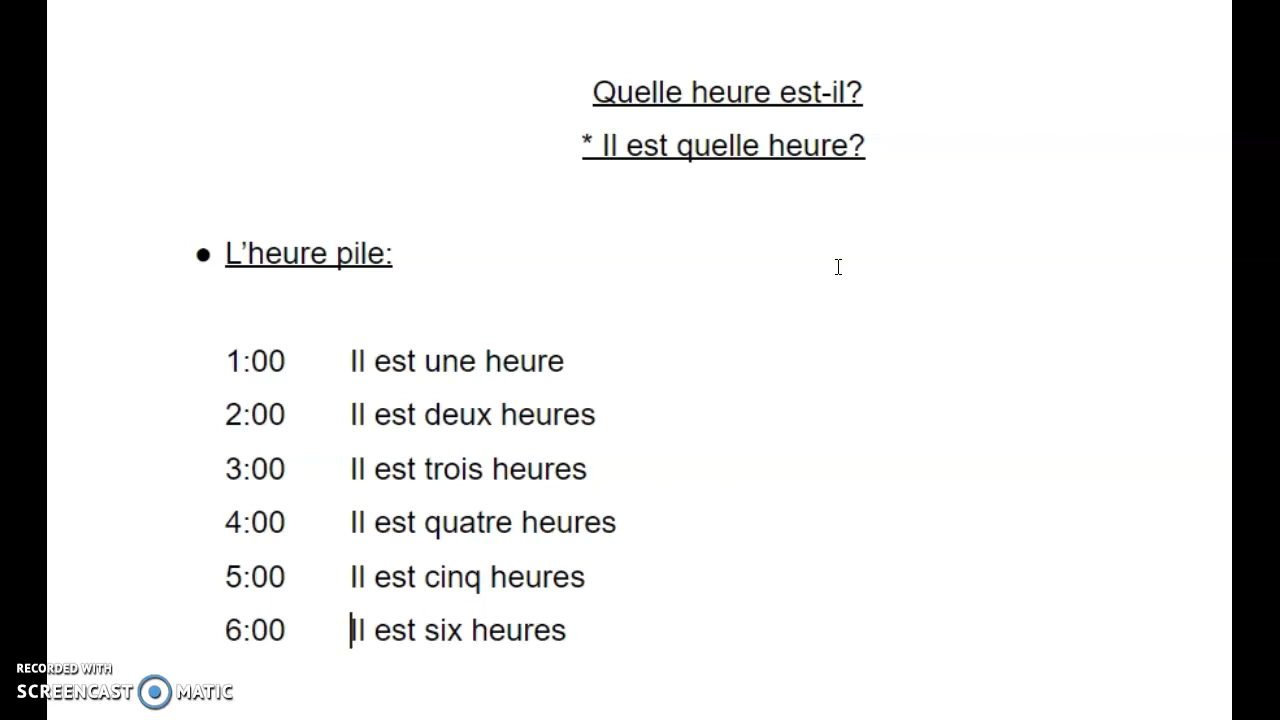 Quelle heure est-il?
* Il est quelle heure?
● L’heure pile:
1:00 Il est une heure
2:00 Il est deux heures
3:00 Il est trois heures
4:00 Il est quatre heures
5:00 Il est cinq heures
6:00 Il est six heures
RECORDED WITH
SCREENCAST MATIC